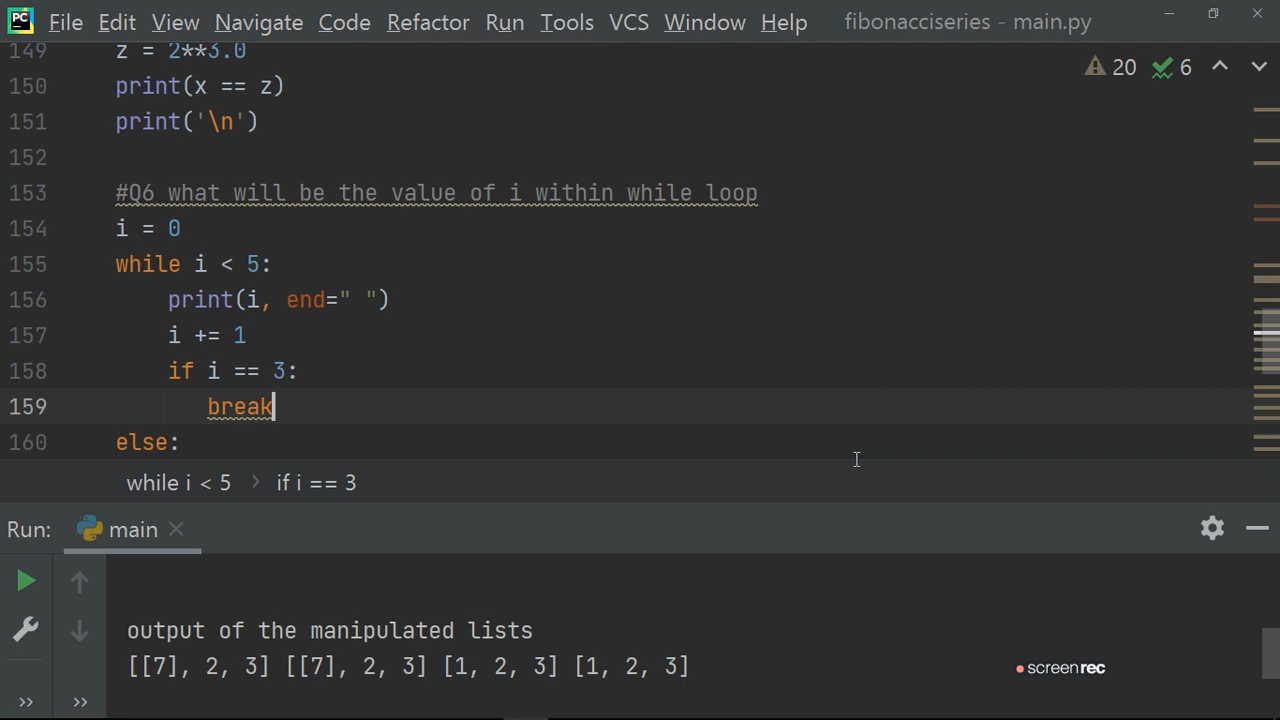 PC File Edit View Navigate Code Refactor Run Tools VCS Window Help fibonacciseries - main.py
149 z = 2**3.0
20 6
150 print(x == z)
151 print('\n')
152
153 #Q6 what will be the value of i within while loop
154 i = 0
155 while i < 5:
156 print(i, end=" ")
157 i += 1
158 if i == 3:
159 break
160 else:
while i < 5 > if i == 3
Run: main
output of the manipulated lists
[[7], 2, 3] [[7], 2, 3] [1, 2, 3] [1, 2, 3]
screenrec